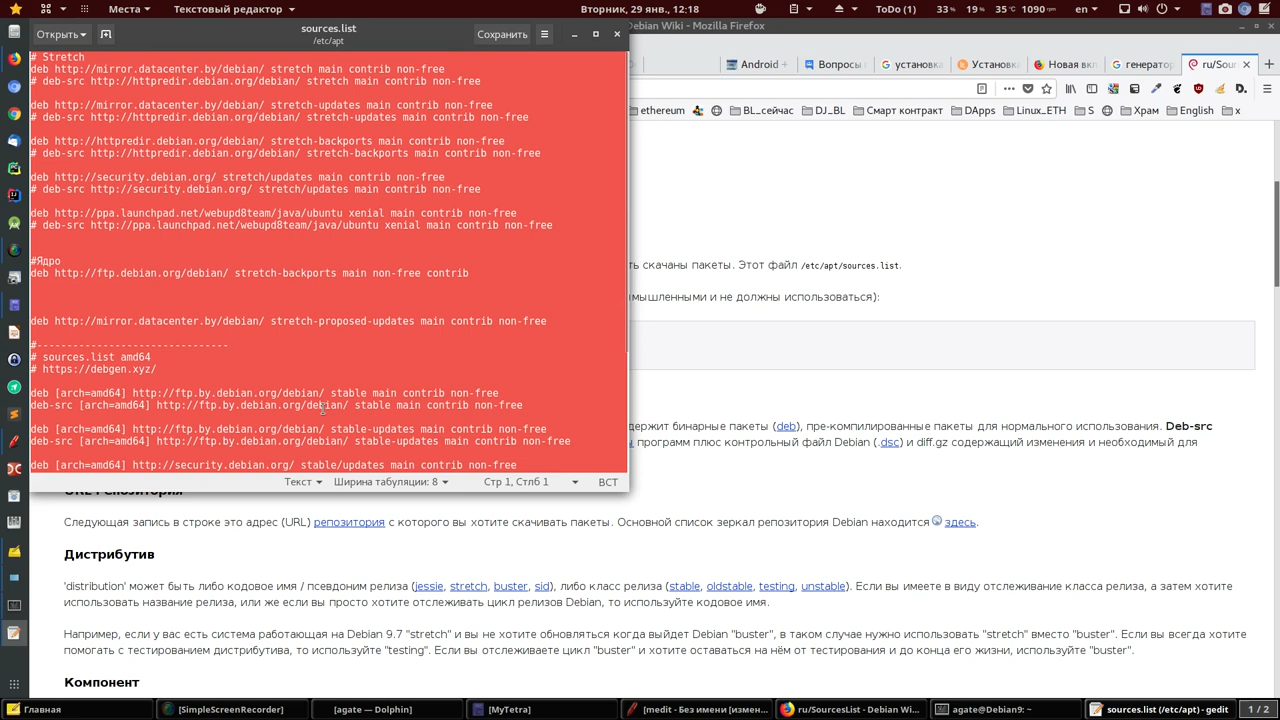 Места
Текстовый редактор
Вторник, 29 янв., 12:18
ToDo (1)
33 %
19 %
35°C
1090 rpm
en
Открыть
sources.list
/etc/apt
Сохранить
Debian Wiki - Mozilla Firefox
Android
Вопросы
установка
Установк
Новая вкл
генератор
ru/Sour
ethereum
BL_сейчас
DJ_BL
Смарт контракт
DApps
Linux_ETH
S
Храм
English
x
# Stretch
deb http://mirror.datacenter.by/debian/ stretch main contrib non-free
# deb-src http://httpredir.debian.org/debian/ stretch main contrib non-free
deb http://mirror.datacenter.by/debian/ stretch-updates main contrib non-free
# deb-src http://httpredir.debian.org/debian/ stretch-updates main contrib non-free
deb http://httpredir.debian.org/debian/ stretch-backports main contrib non-free
# deb-src http://httpredir.debian.org/debian/ stretch-backports main contrib non-free
deb http://security.debian.org/ stretch/updates main contrib non-free
# deb-src http://security.debian.org/ stretch/updates main contrib non-free
deb http://ppa.launchpad.net/webupd8team/java/ubuntu xenial main contrib non-free
# deb-src http://ppa.launchpad.net/webupd8team/java/ubuntu xenial main contrib non-free
#Ядро
deb http://ftp.debian.org/debian/ stretch-backports main non-free contrib
deb http://mirror.datacenter.by/debian/ stretch-proposed-updates main contrib non-free
#--------------------------------
# sources.list amd64
# https://debgen.xyz/
deb [arch=amd64] http://ftp.by.debian.org/debian/ stable main contrib non-free
deb-src [arch=amd64] http://ftp.by.debian.org/debian/ stable main contrib non-free
deb [arch=amd64] http://ftp.by.debian.org/debian/ stable-updates main contrib non-free
deb-src [arch=amd64] http://ftp.by.debian.org/debian/ stable-updates main contrib non-free
deb [arch=amd64] http://security.debian.org/ stable/updates main contrib non-free
Текст
Ширина табуляции: 8
Стр 1, Стлб 1
ВСТ
ть скачаны пакеты. Этот файл /etc/apt/sources.list.
мышленными и не должны использоваться):
держит бинарные пакеты (deb), пре-компилированные пакеты для нормального использования. Deb-src
программ плюс контрольный файл Debian (.dsc) и diff.gz содержащий изменения и необходимый для
URL Репозитория
Следующая запись в строке это адрес (URL) репозитория с которого вы хотите скачивать пакеты. Основной список зеркал репозитория Debian находится здесь.
Дистрибутив
'distribution' может быть либо кодовое имя / псевдоним релиза (jessie, stretch, buster, sid), либо класс релиза (stable, oldstable, testing, unstable). Если вы имеете в виду отслеживание класса релиза, а затем хотите
использовать название релиза, или же если вы просто хотите отслеживать цикл релизов Debian, то используйте кодовое имя.
Например, если у вас есть система работающая на Debian 9.7 "stretch" и вы не хотите обновляться когда выйдет Debian "buster", в таком случае нужно использовать "stretch" вместо "buster". Если вы всегда хотите
помогать с тестированием дистрибутива, то используйте "testing". Если вы отслеживаете цикл "buster" и хотите оставаться на нём от тестирования и до конца его жизни, используйте "buster".
Компонент
Главная
[SimpleScreenRecorder]
[agate — Dolphin]
[MyTetra]
[medit - Без имени [измен...
ru/SourcesList - Debian Wi...
agate@Debian9: ~
sources.list (/etc/apt) - gedit
1 / 2